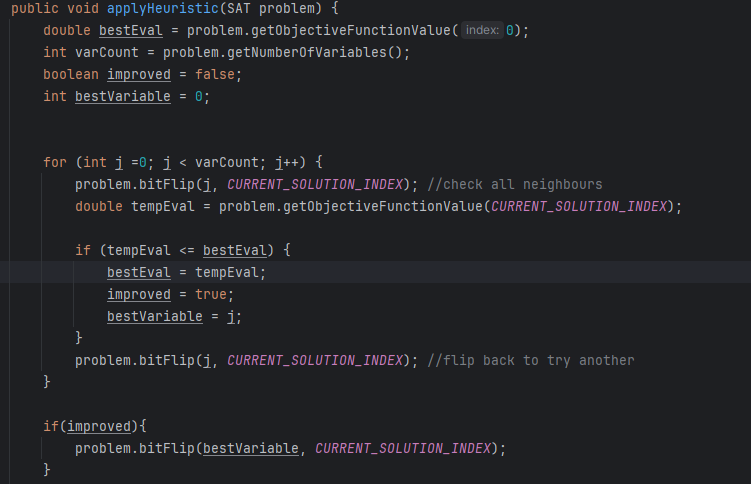 public void applyHeuristic(SAT problem) {
    double bestEval = problem.getObjectiveFunctionValue( index: 0);
    int varCount = problem.getNumberOfVariables();
    boolean improved = false;
    int bestVariable = 0;
    for (int j =0; j < varCount; j++) {
        problem.bitFlip(j, CURRENT_SOLUTION_INDEX); //check all neighbours
        double tempEval = problem.getObjectiveFunctionValue(CURRENT_SOLUTION_INDEX);
        if (tempEval <= bestEval) {
            bestEval = tempEval;
            improved = true;
            bestVariable = j;
        }
        problem.bitFlip(j, CURRENT_SOLUTION_INDEX); //flip back to try another
    }
    if(improved){
        problem.bitFlip(bestVariable, CURRENT_SOLUTION_INDEX);
    }